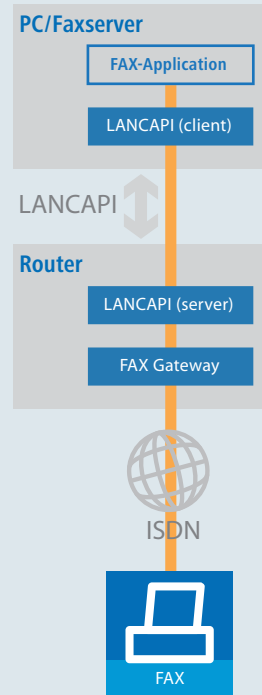 PC/Faxserver
FAX-Application
LANCAPI (client)
LANCAPI
Router
LANCAPI (server)
FAX Gateway
ISDN
FAX